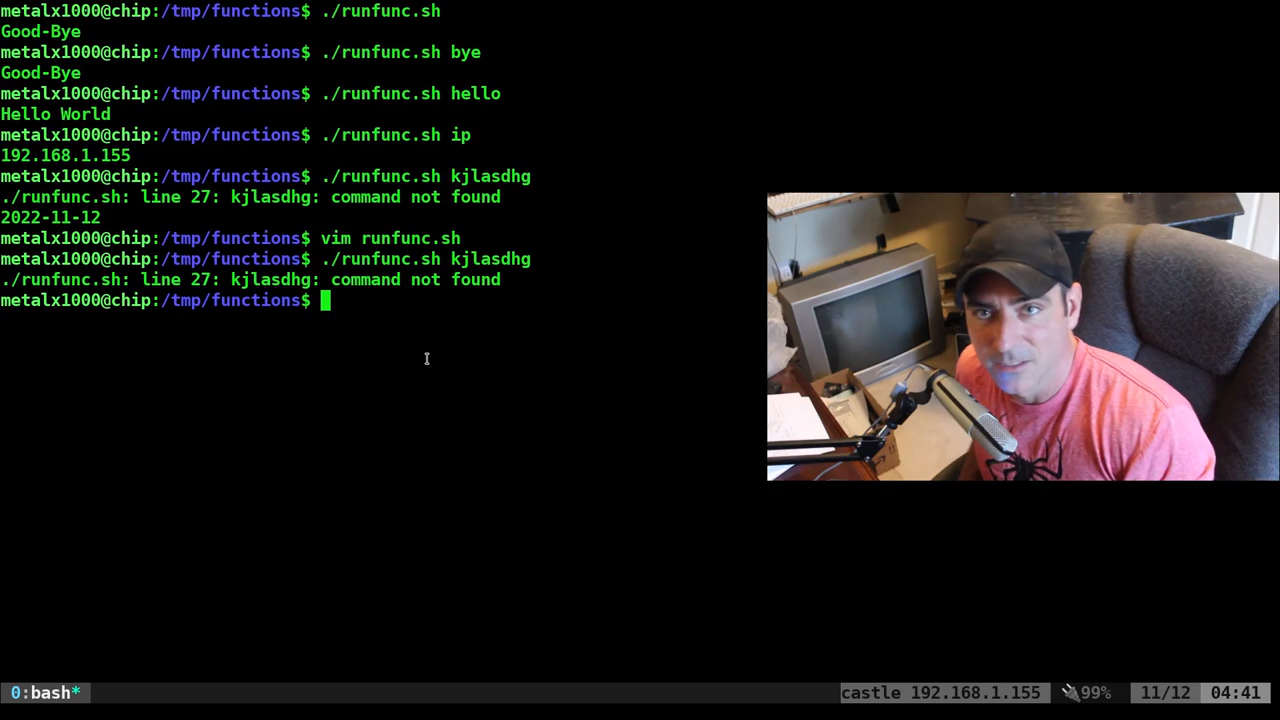 metalx1000@chip:/tmp/functions$ ./runfunc.sh
Good-Bye
metalx1000@chip:/tmp/functions$ ./runfunc.sh bye
Good-Bye
metalx1000@chip:/tmp/functions$ ./runfunc.sh hello
Hello World
metalx1000@chip:/tmp/functions$ ./runfunc.sh ip
192.168.1.155
metalx1000@chip:/tmp/functions$ ./runfunc.sh kjlasdhg
./runfunc.sh: line 27: kjlasdhg: command not found
2022-11-12
metalx1000@chip:/tmp/functions$ vim runfunc.sh
metalx1000@chip:/tmp/functions$ ./runfunc.sh kjlasdhg
./runfunc.sh: line 27: kjlasdhg: command not found
metalx1000@chip:/tmp/functions$
0:bash* castle 192.168.1.155 🔌99% 11/12 04:41